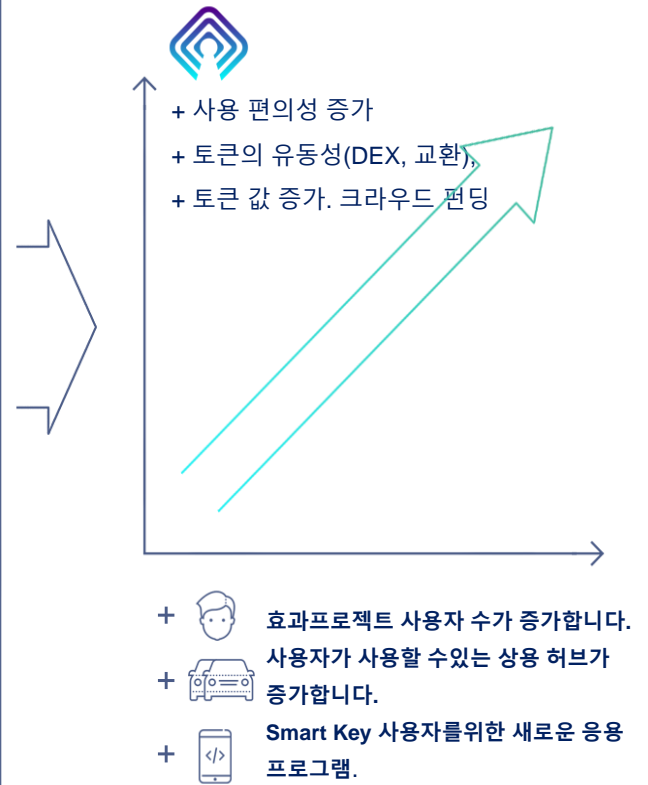 + 사용 편의성 증가
+ 토큰의 유동성(DEX, 교환),
+ 토큰 값 증가. 크라우드 펀딩
+ 효과프로젝트 사용자 수가 증가합니다.
사용자가 사용할 수있는 상용 허브가
+ 증가합니다.
Smart Key 사용자를위한 새로운 응용
+ </> 프로그램.